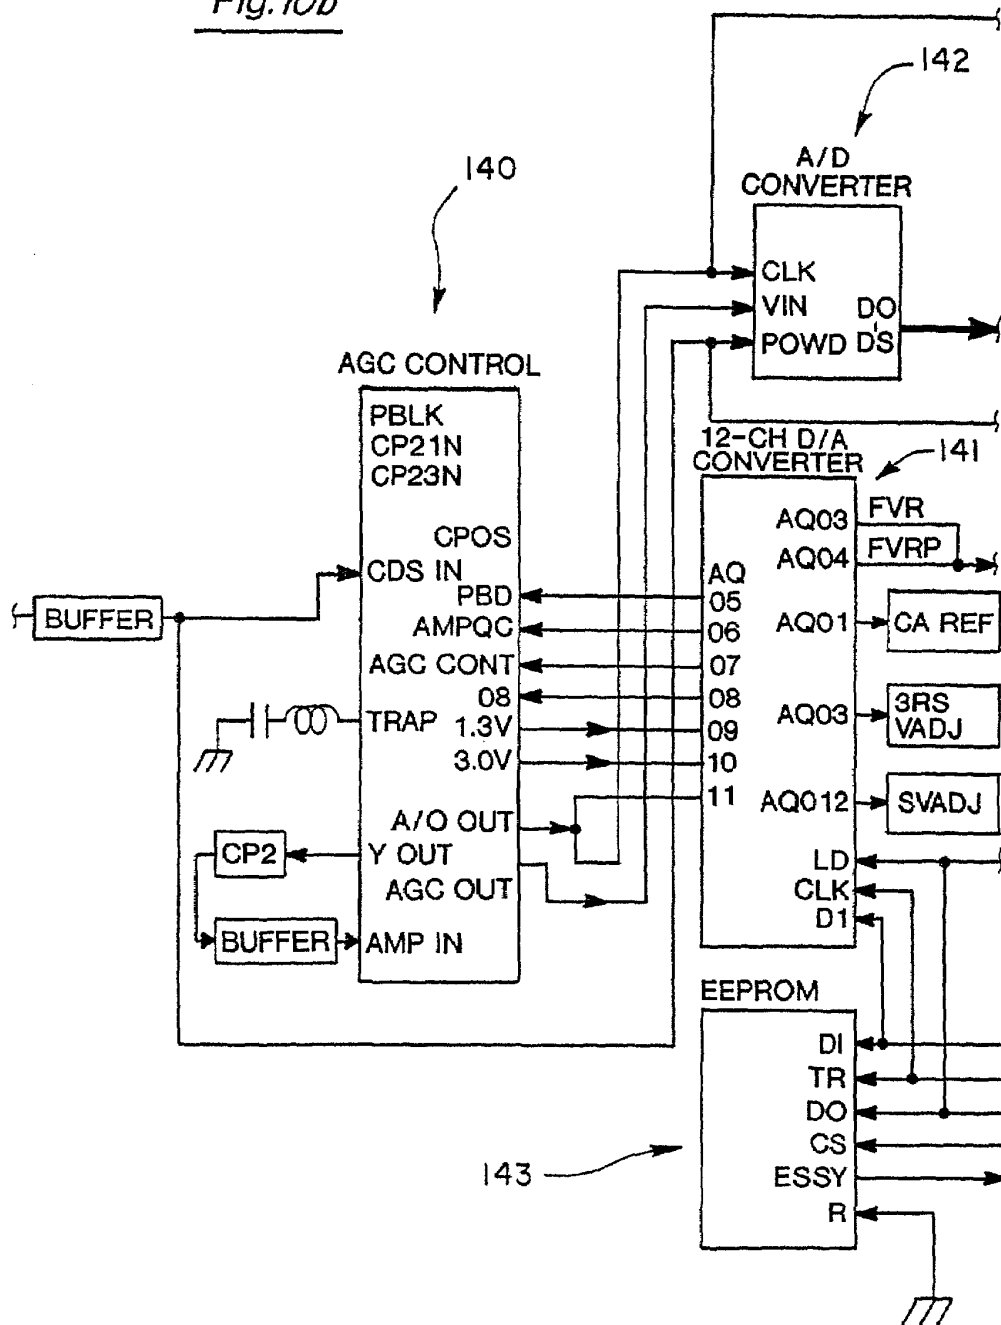 Fig. 10b
142
A/D
CONVERTER
140
CLK
VIN
DO
POWD
DS
AGC CONTROL
PBLK
CP21N
CP23N
CPOS
CDS IN
PBD
AMPQC
AGC CONT
08
TRAP
1.3V
3.0V
A/O OUT
Y OUT
AGC OUT
AMP IN
BUFFER
CP2
BUFFER
12-CH D/A
CONVERTER
141
AQ03
FVR
AQ04
FVRP
AQ
05
06
07
08
09
10
11
AQ01
CA REF
AQ03
3RS
VADJ
AQ012
SVADJ
LD
CLK
D1
EEPROM
DI
TR
DO
CS
ESSY
R
143